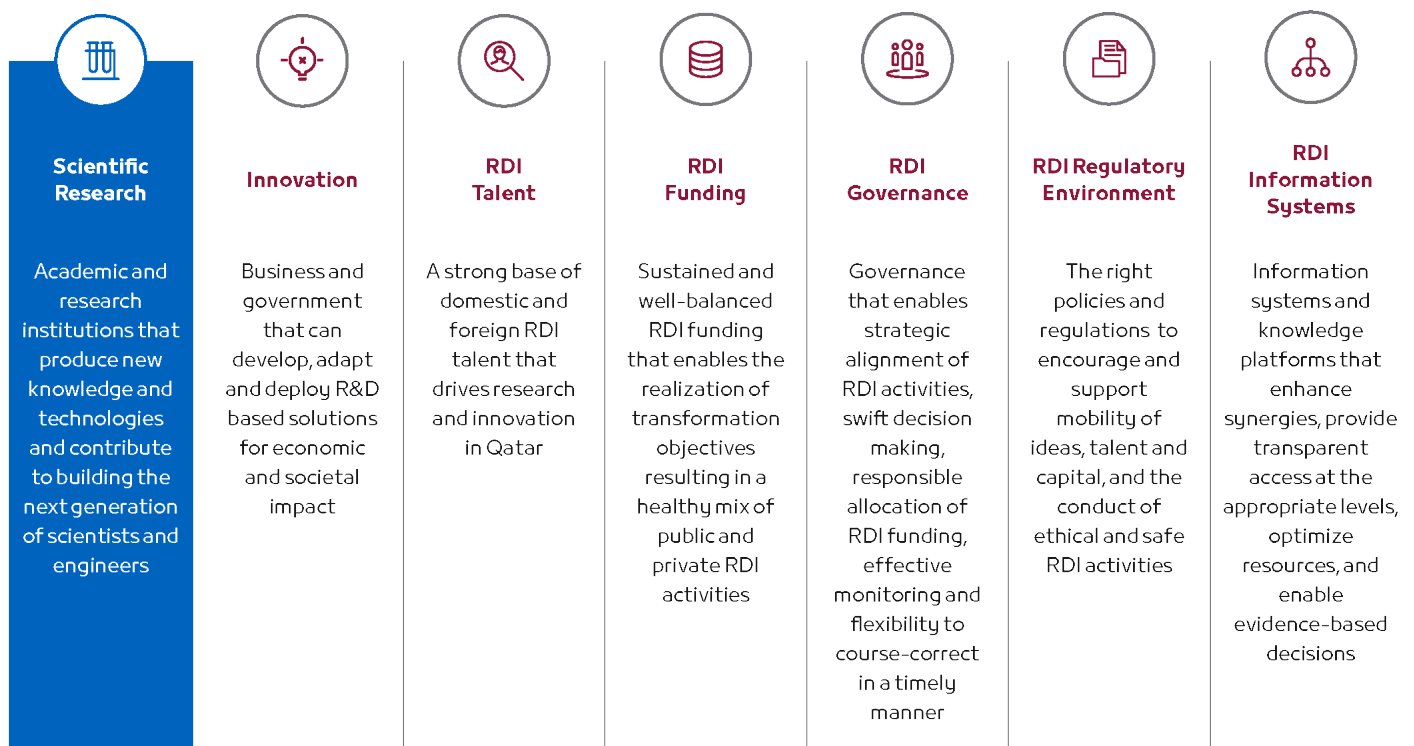 Scientific
Research
Academic and
research
institutions that
produce new
knowledge and
technologies
and contribute
to building the
next generation
of scientists and
engineers
Innovation
Business and
government
that can
develop, adapt
and deploy R&D
based solutions
for economic
and societal
impact
RDI
Talent
A strong base of
domestic and
foreign RDI
talent that
drives research
and innovation
in Qatar
RDI
Funding
Sustained and
well-balanced
RDI funding
that enables the
realization of
transformation
objectives
resulting in a
healthy mix of
public and
private RDI
activities
RDI
Governance
Governance
that enables
strategic
alignment of
RDI activities,
swift decision
making,
responsible
allocation of
RDI funding,
effective
monitoring and
flexibility to
course-correct
in a timely
manner
RDI Regulatory
Environment
The right
policies and
regulations to
encourage and
support
mobility of
ideas, talent and
capital, and the
conduct of
ethical and safe
RDI activities
RDI
Information
Systems
Information
systems and
knowledge
platforms that
enhance
synergies, provide
transparent
access at the
appropriate levels,
optimize
resources, and
enable
evidence-based
decisions